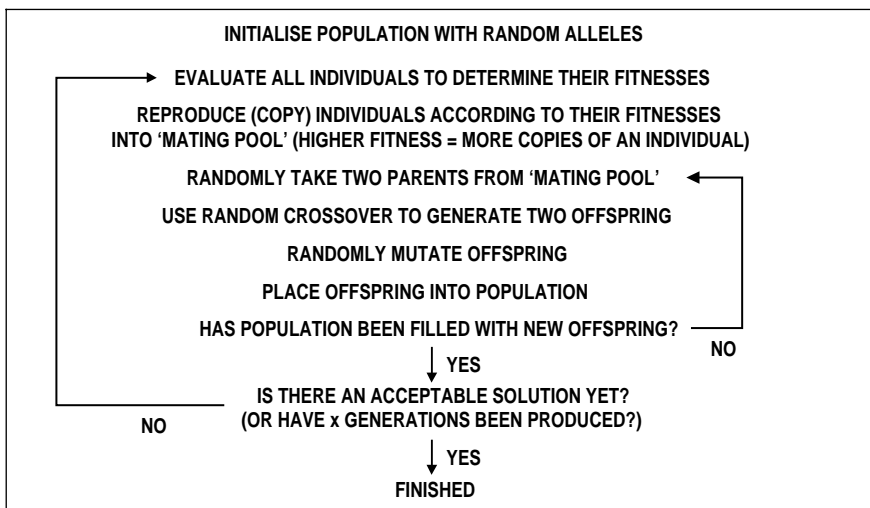 INITIALISE POPULATION WITH RANDOM ALLELES
EVALUATE ALL INDIVIDUALS TO DETERMINE THEIR FITNESSES
REPRODUCE (COPY) INDIVIDUALS ACCORDING TO THEIR FITNESSES
INTO ‘MATING POOL’ (HIGHER FITNESS = MORE COPIES OF AN INDIVIDUAL)
RANDOMLY TAKE TWO PARENTS FROM ‘MATING POOL’
USE RANDOM CROSSOVER TO GENERATE TWO OFFSPRING
RANDOMLY MUTATE OFFSPRING
PLACE OFFSPRING INTO POPULATION
HAS POPULATION BEEN FILLED WITH NEW OFFSPRING?
NO
YES
IS THERE AN ACCEPTABLE SOLUTION YET?
(OR HAVE x GENERATIONS BEEN PRODUCED?)
NO
YES
FINISHED